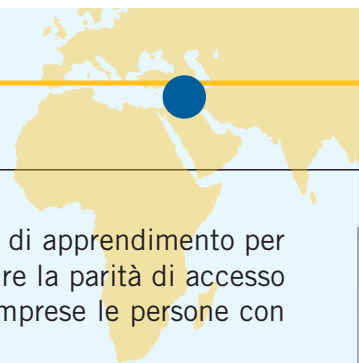 di apprendimento per
re la parità di accesso
mprese le persone con